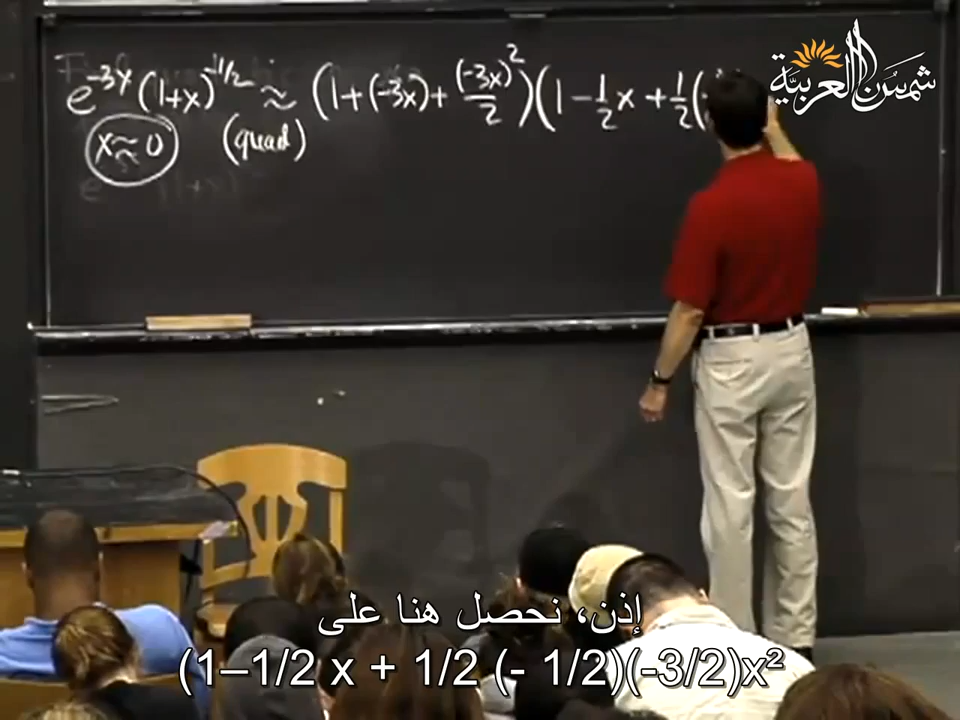 شمس العربية
e^-3x (1+x)^-1/2 ≈ (1+(-3x)+(-3x)^2/2)(1-1/2x+1/2(
x≈0 (quad)
إذن، نحصل هنا على
(1–1/2 x + 1/2 (- 1/2)(-3/2)x²